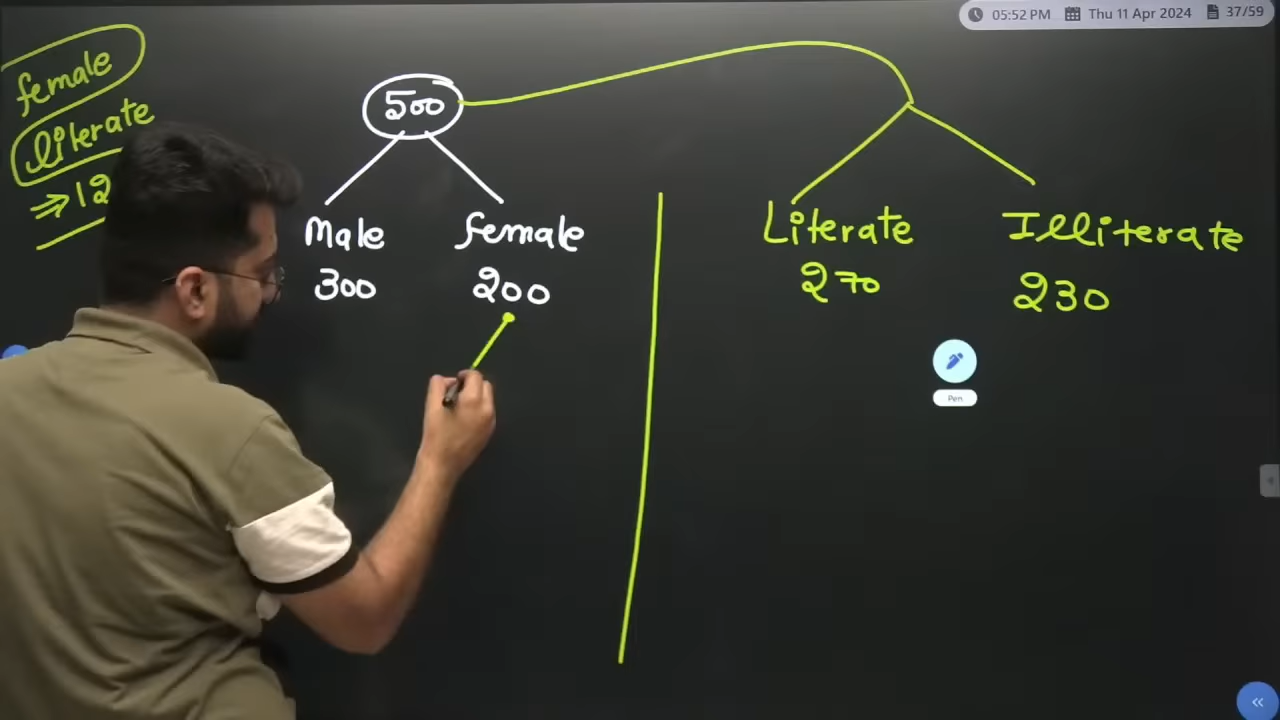 05:52 PM Thu 11 Apr 2024 37/59
female
literate
⇒12
500
Male female
300 200
Literate Illiterate
270 230
Pen
«